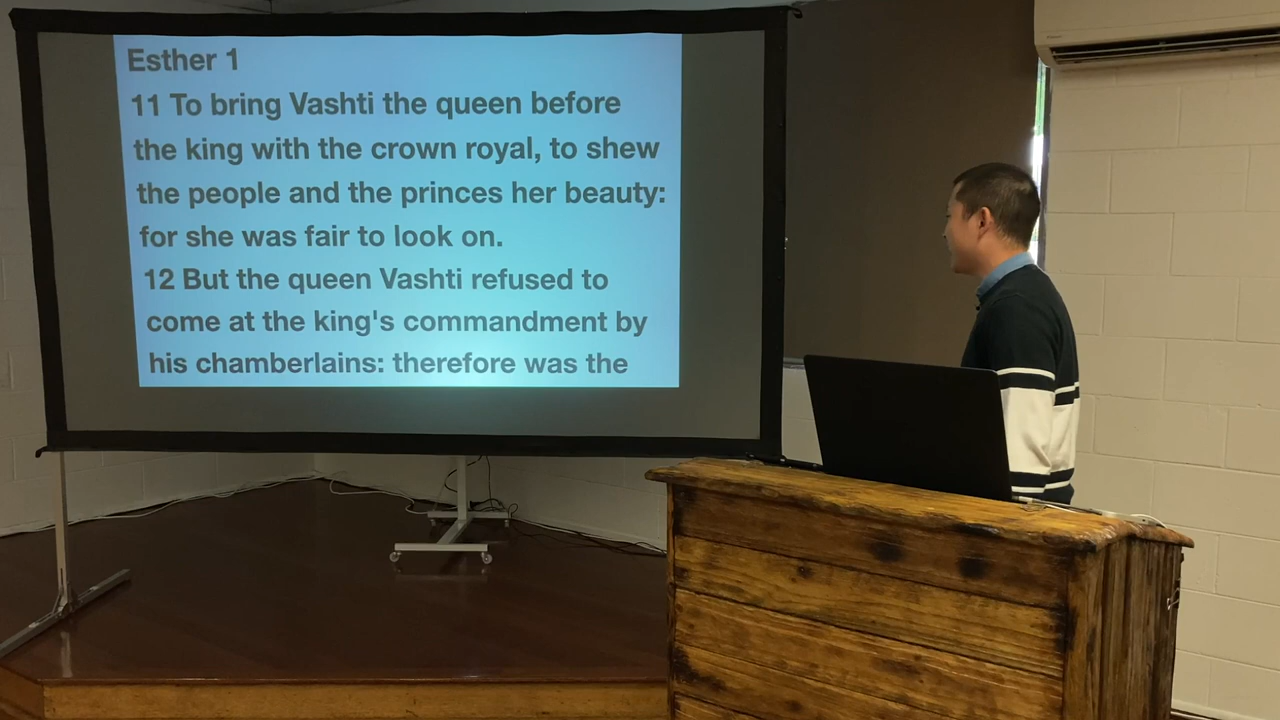 Esther 1
11 To bring Vashti the queen before
the king with the crown royal, to shew
the people and the princes her beauty:
for she was fair to look on.
12 But the queen Vashti refused to
come at the king's commandment by
his chamberlains: therefore was the